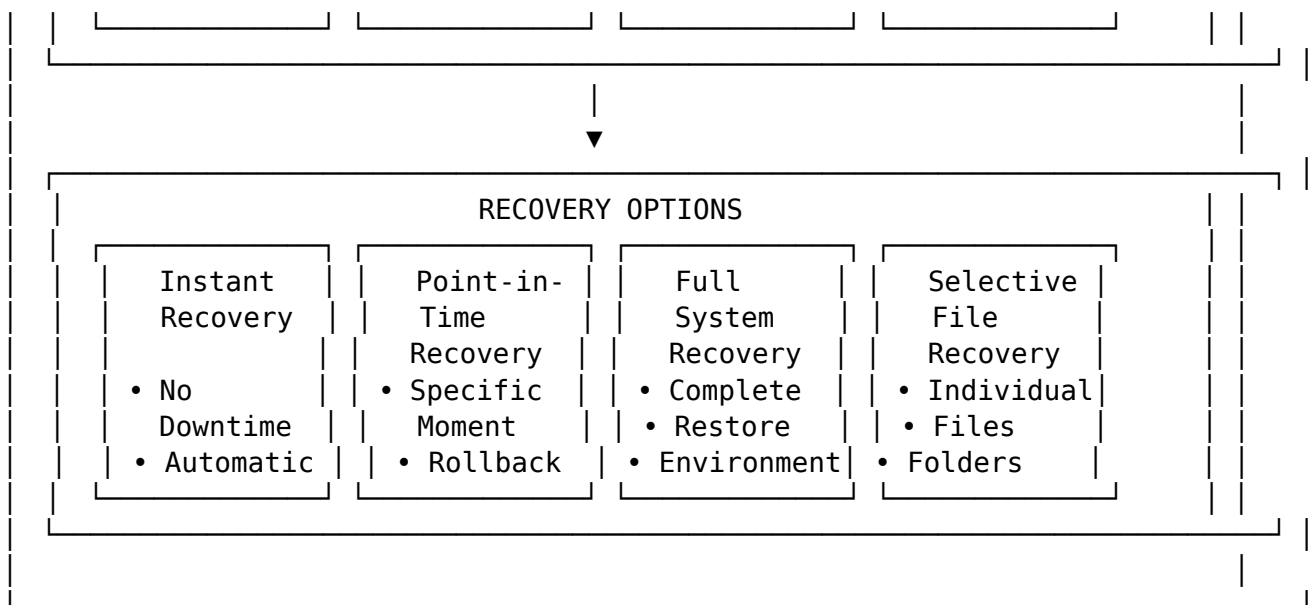 RECOVERY OPTIONS
Instant Point-in- Full Selective
Recovery Time System File
Recovery Recovery Recovery
• No • Specific • Complete • Individual
Downtime Moment • Restore • Files
• Automatic • Rollback • Environment • Folders